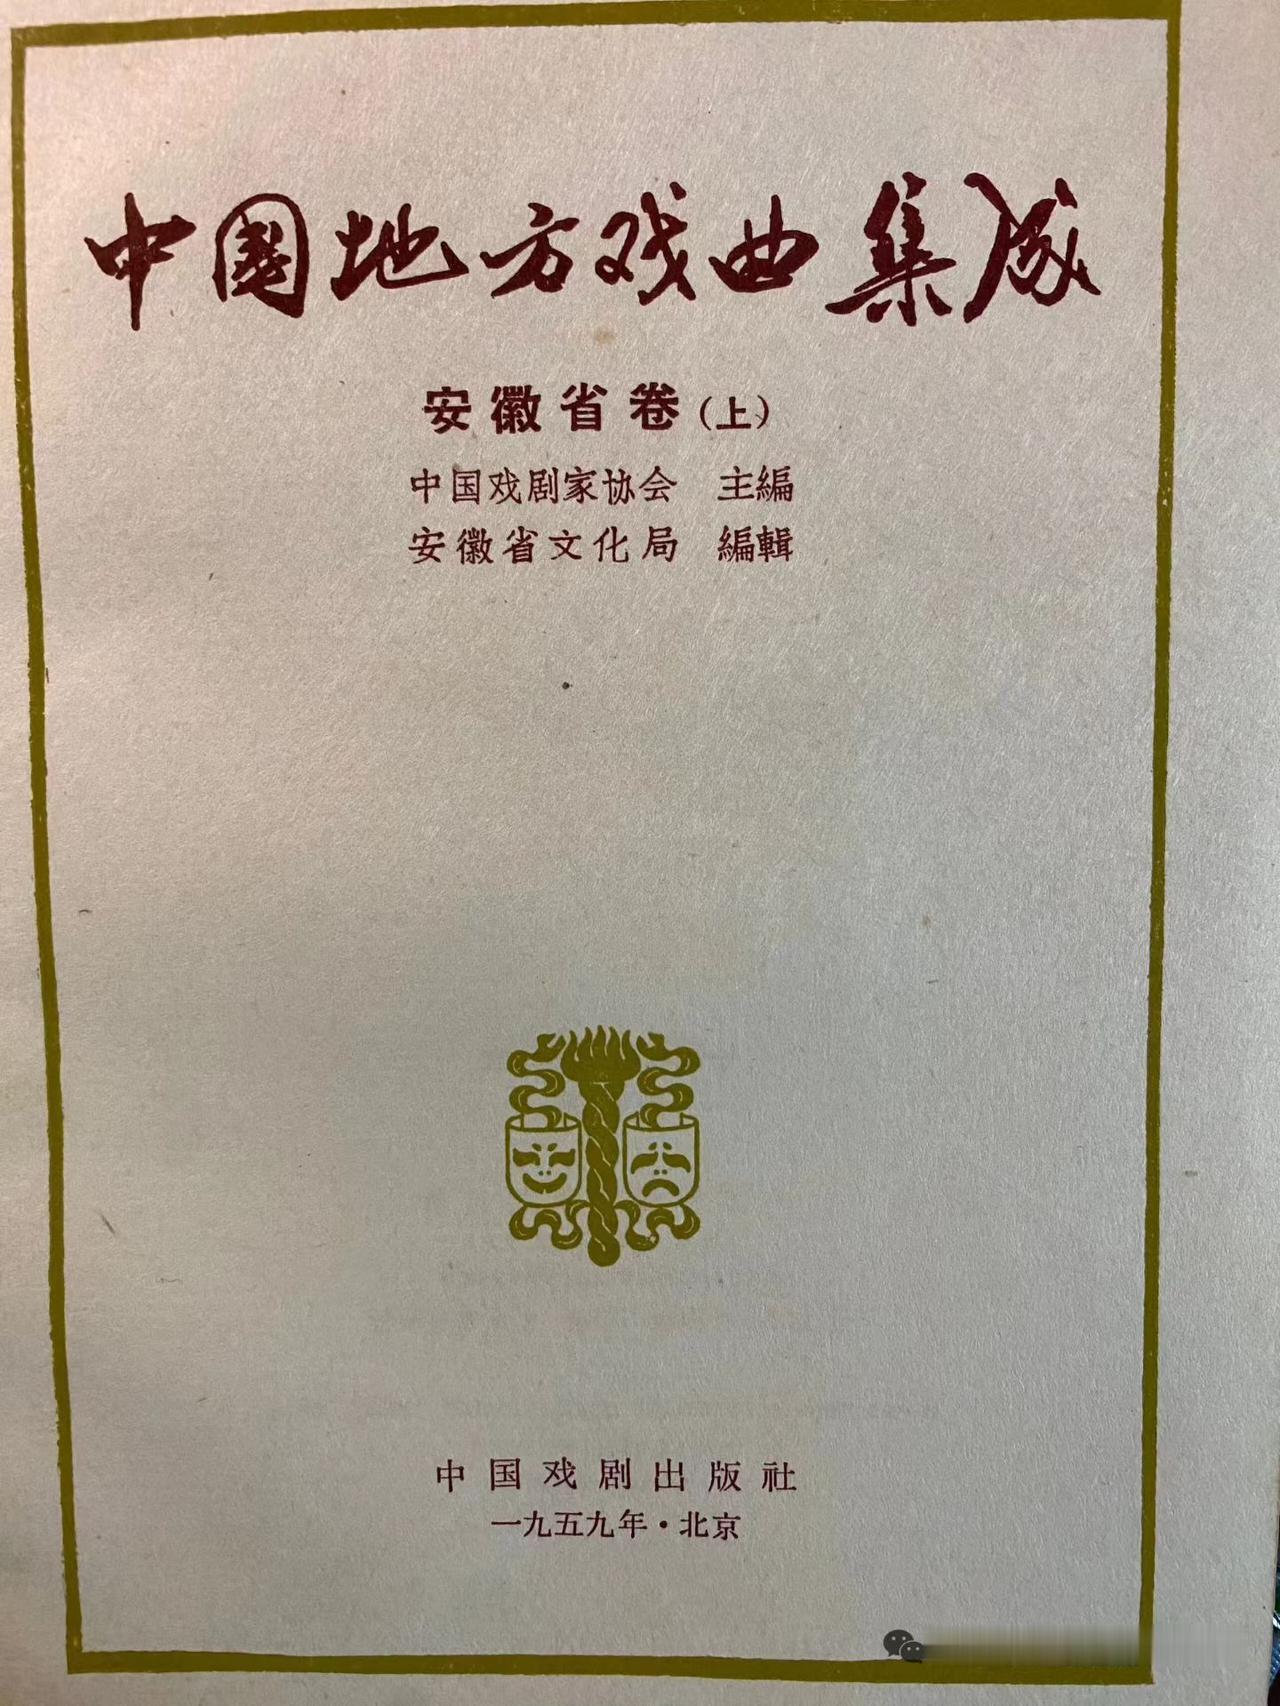 中國地方戏曲集成
安徽省卷（上）
中国戏剧家协会 主編
安徽省文化局 編輯
中国戏剧出版社
一九五九年·北京